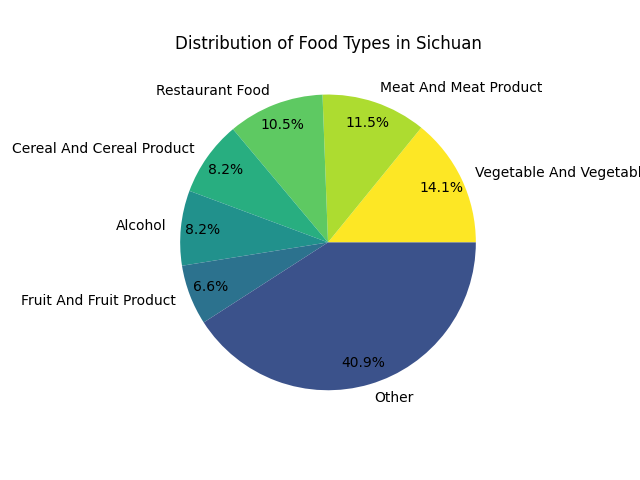 Distribution of Food Types in Sichuan
Meat And Meat Product
Restaurant Food
11.5%
10.5%
Cereal And Cereal Product
8.2%
Vegetable And
14.1%
Alcohol
8.2%
6.6%
Fruit And Fruit Product
40.9%
Other